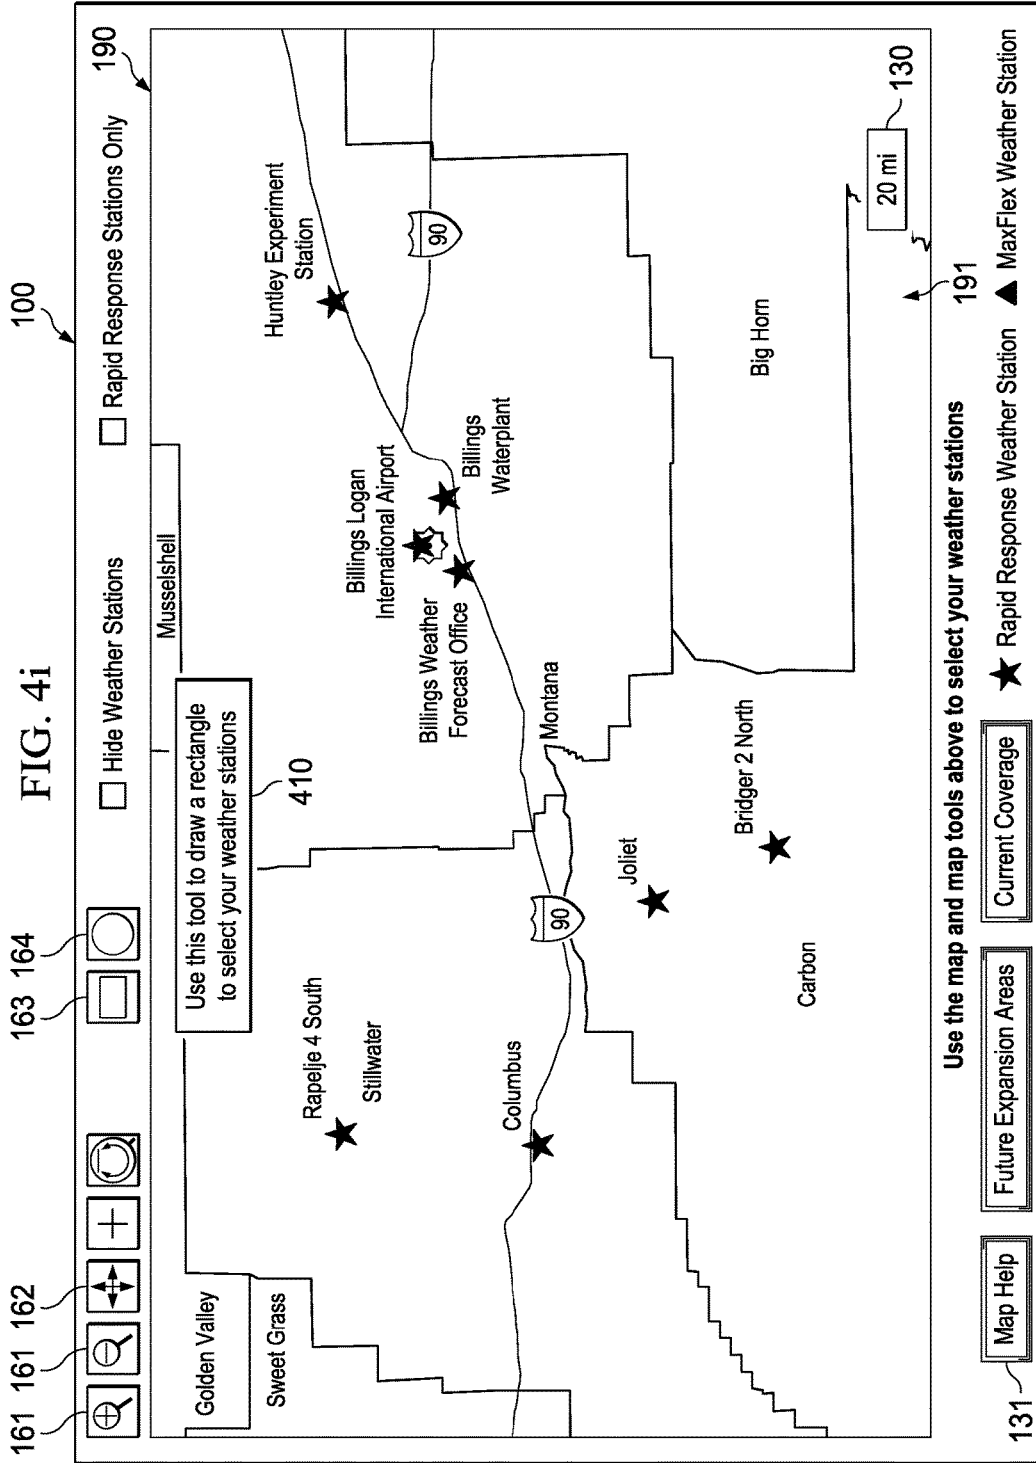 FIG. 4i
100
190
161
161
162
163
164
Hide Weather Stations
Rapid Response Stations Only
Musselshell
Golden Valley
Sweet Grass
Use this tool to draw a rectangle
to select your weather stations
410
Huntley Experiment
Station
Rapelje 4 South
Stillwater
Billings Logan
International Airport
Billings Weather
Forecast Office
Billings
Waterplant
90
Columbus
Montana
90
Joliet
Bridger 2 North
Carbon
Big Horn
20 mi
130
191
Use the map and map tools above to select your weather stations
Map Help
Future Expansion Areas
Current Coverage
Rapid Response Weather Station
MaxFlex Weather Station
131